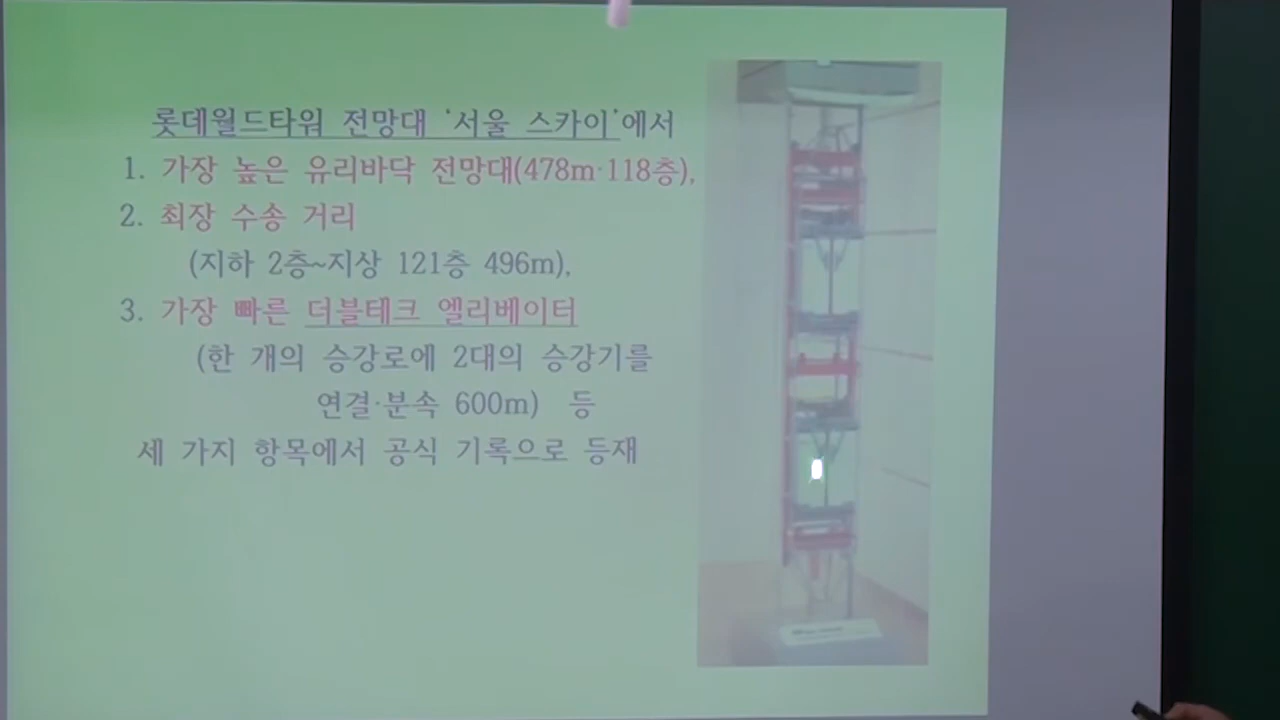 롯데월드타워 전망대 '서울 스카이'에서
1. 가장 높은 유리바닥 전망대(478m·118층),
2. 최장 수송 거리
(지하 2층~지상 121층 496m),
3. 가장 빠른 더블테크 엘리베이터
(한 개의 승강로에 2대의 승강기를
연결·분속 600m) 등
세 가지 항목에서 공식 기록으로 등재